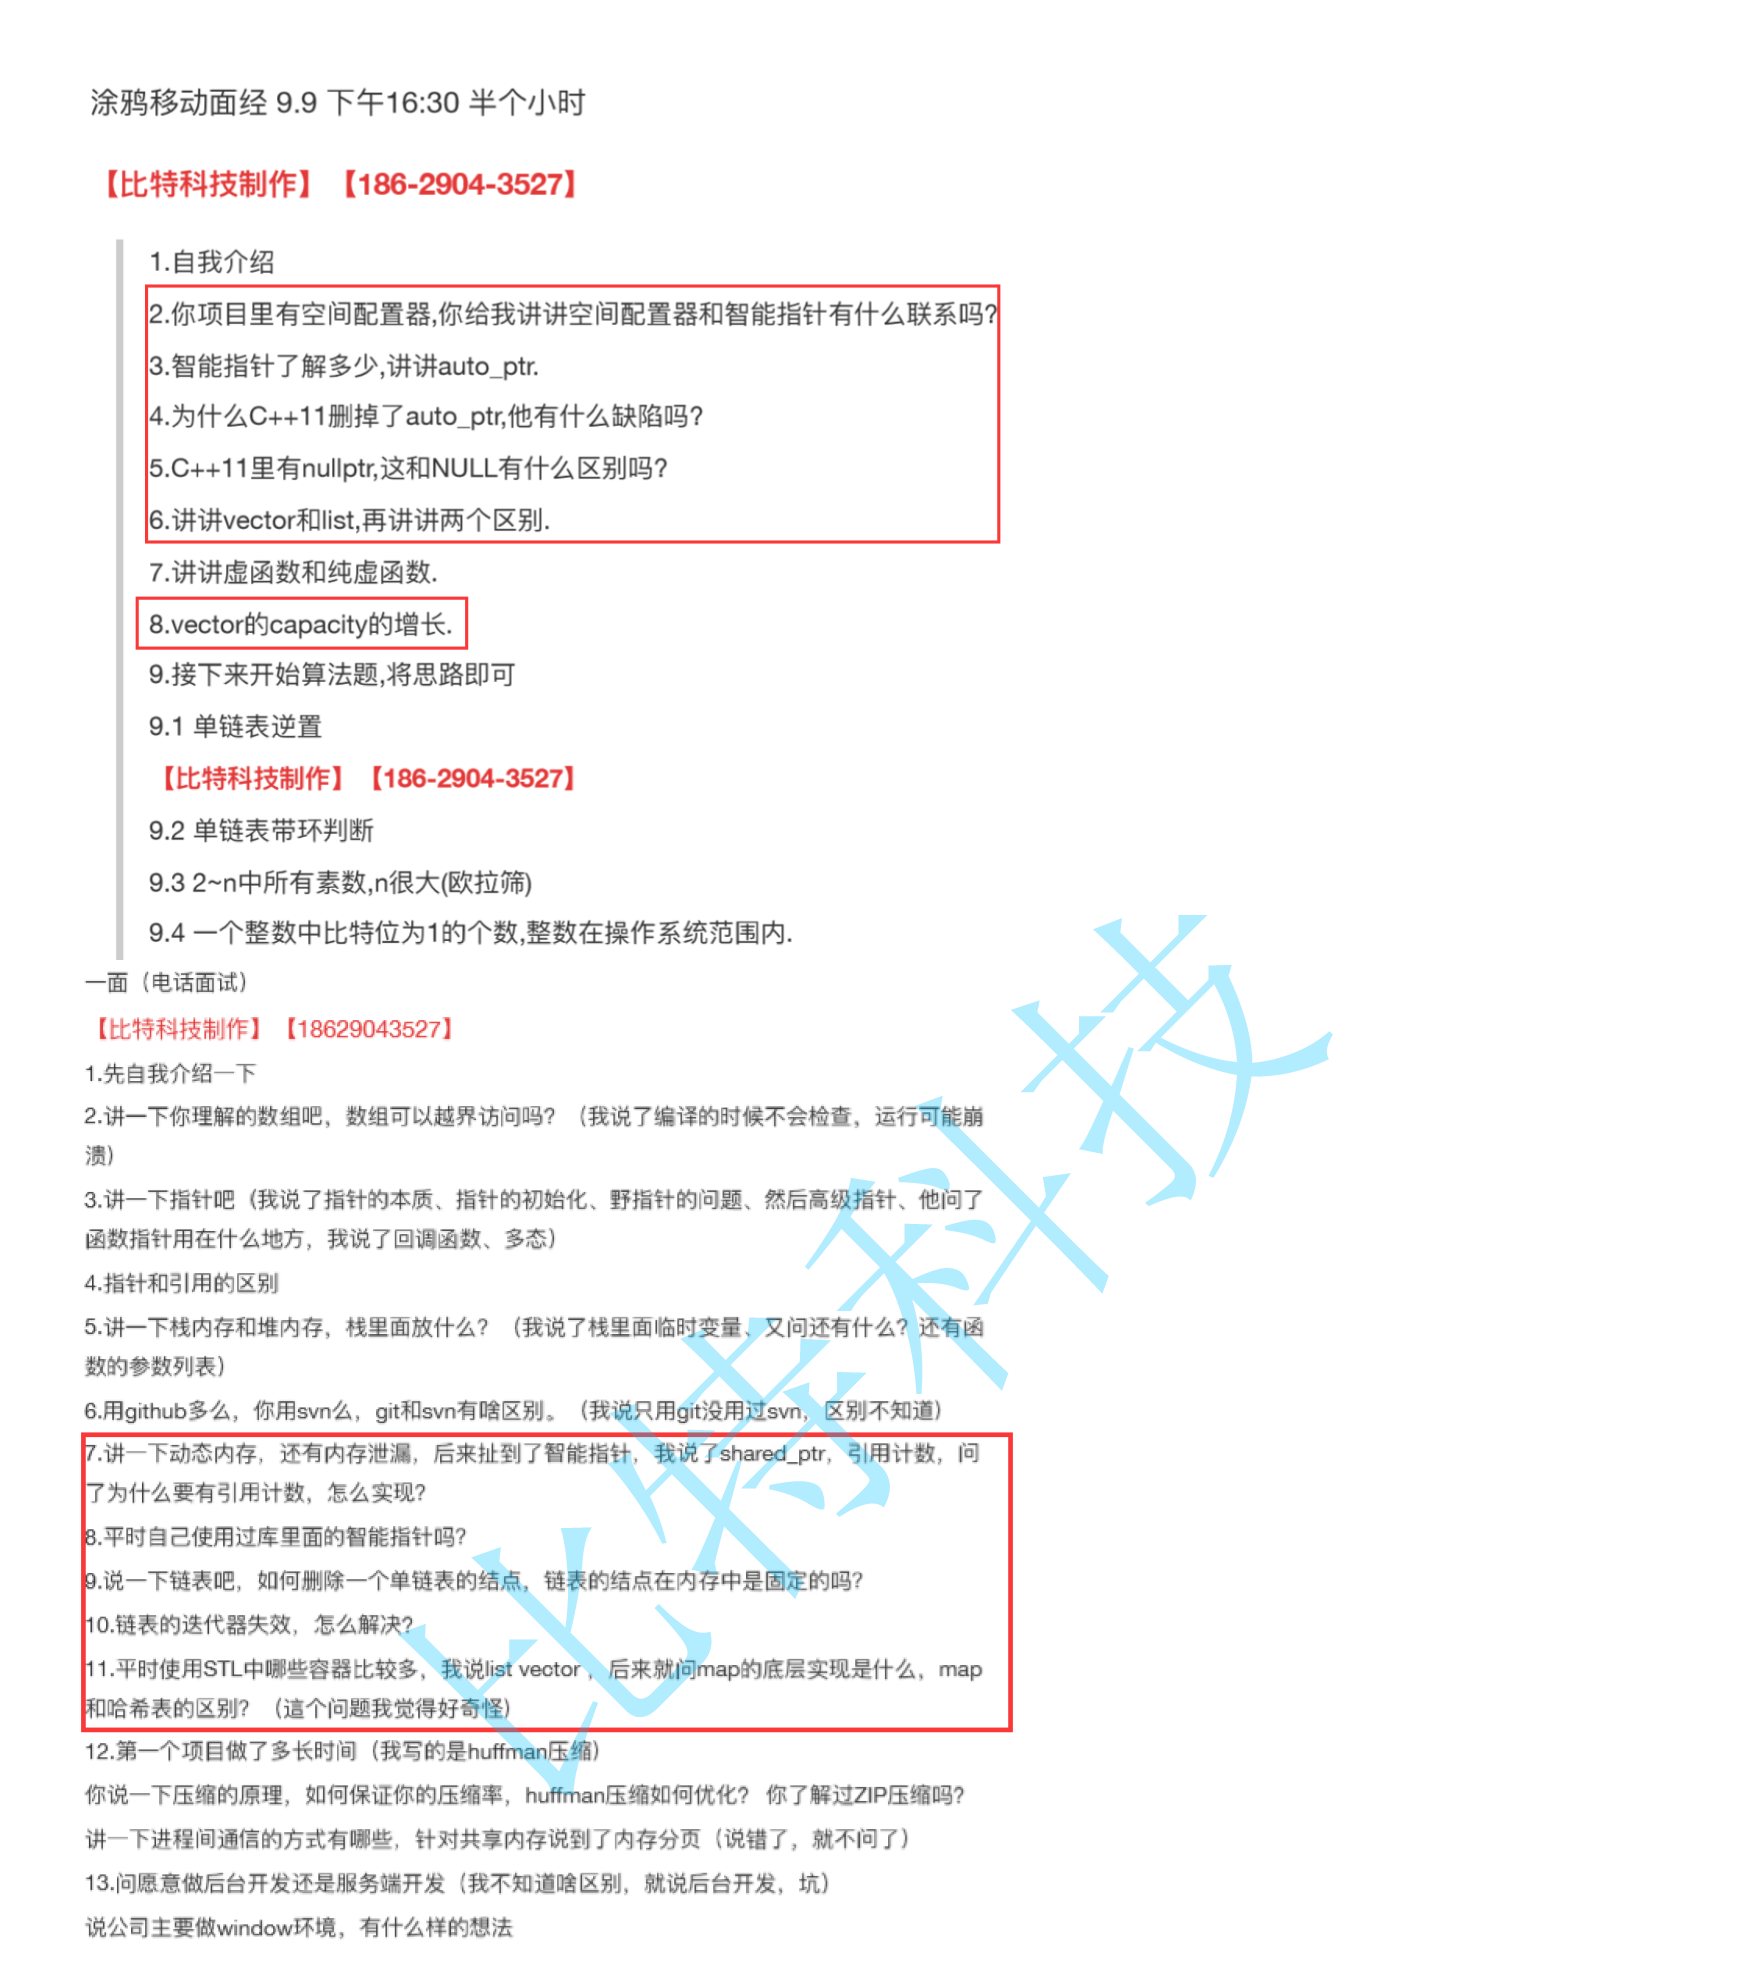 涂鸦移动面经 9.9 下午16:30 半个小时
【比特科技制作】【186-2904-3527】
1.自我介绍
2.你项目里有空间配置器,你给我讲讲空间配置器和智能指针有什么联系吗?
3.智能指针了解多少,讲讲auto_ptr.
4.为什么C++11删掉了auto_ptr,他有什么缺陷吗?
5.C++11里有nullptr,这和NULL有什么区别吗?
6.讲讲vector和list,再讲讲两个区别.
7.讲讲虚函数和纯虚函数.
8.vector的capacity的增长.
9.接下来开始算法题,将思路即可
9.1 单链表逆置
【比特科技制作】【186-2904-3527】
9.2 单链表带环判断
9.3 2~n中所有素数,n很大(欧拉筛)
9.4 一个整数中比特位为1的个数,整数在操作系统范围内.
一面（电话面试）
【比特科技制作】【18629043527】
1.先自我介绍一下
2.讲一下你理解的数组吧，数组可以越界访问吗？（我说了编译的时候不会检查，运行可能崩
溃）
3.讲一下指针吧（我说了指针的本质、指针的初始化、野指针的问题、然后高级指针、他问了
函数指针用在什么地方，我说了回调函数、多态）
4.指针和引用的区别
5.讲一下栈内存和堆内存，栈里面放什么？（我说了栈里面临时变量、又问还有什么？还有函
数的参数列表）
6.用github多么，你用svn么，git和svn有啥区别。（我说只用git没用过svn，区别不知道）
7.讲一下动态内存，还有内存泄漏，后来扯到了智能指针，我说了shared_ptr，引用计数，问
了为什么要有引用计数，怎么实现？
8.平时自己使用过库里面的智能指针吗？
9.说一下链表吧，如何删除一个单链表的结点，链表的结点在内存中是固定的吗？
10.链表的迭代器失效，怎么解决？
11.平时使用STL中哪些容器比较多，我说list vector ，后来就问map的底层实现是什么，map
和哈希表的区别？（這个问题我觉得好奇怪）
12.第一个项目做了多长时间（我写的是huffman压缩）
你说一下压缩的原理，如何保证你的压缩率，huffman压缩如何优化？ 你了解过ZIP压缩吗？
讲一下进程间通信的方式有哪些，针对共享内存说到了内存分页（说错了，就不问了）
13.问愿意做后台开发还是服务端开发（我不知道啥区别，就说后台开发，坑）
说公司主要做window环境，有什么样的想法
比特科技